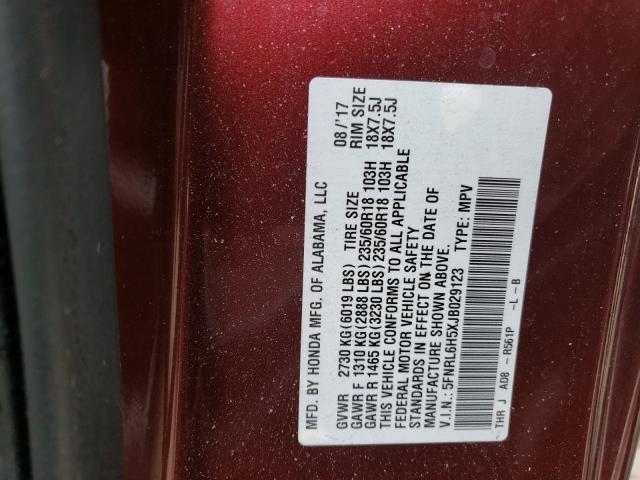 MFD. BY HONDA MFG. OF ALABAMA, LLC 08/'17
GVWR 2730 KG(6019 LBS) TIRE SIZE RIM SIZE
GAWR F 1310 KG(2888 LBS)235/60R18 103H 18X7.5J
GAWR R 1465 KG(3230 LBS)235/60R18 103H 18X7.5J
THIS VEHICLE CONFORMS TO ALL APPLICABLE
FEDERAL MOTOR VEHICLE SAFETY
STANDARDS IN EFFECT ON THE DATE OF
MANUFACTURE SHOWN ABOVE.
V.I.N.:5FNRL6H5XJB029123 TYPE: MPV
THR J AD8 - R561P -L-B